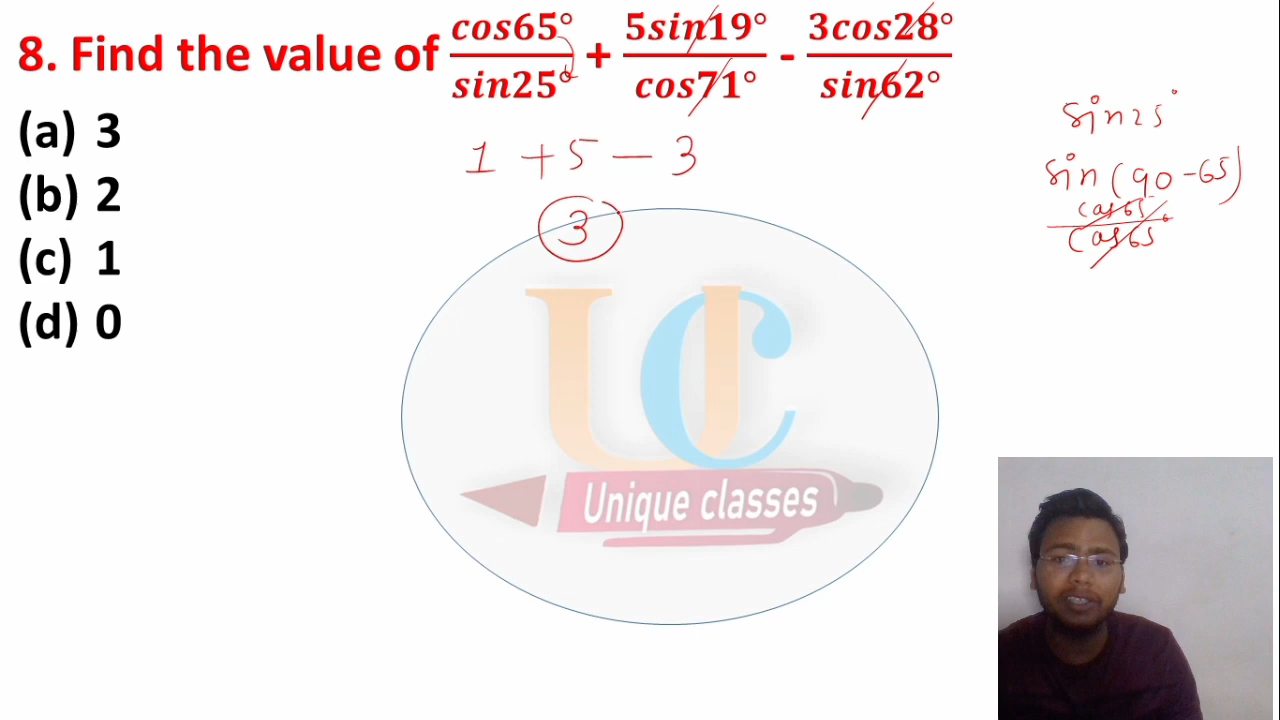 8. Find the value of cos65°/sin25° + 5sin19°/cos71° - 3cos28°/sin62°
(a) 3
(b) 2
(c) 1
(d) 0
1 + 5 - 3
3
sin25°
sin(90-65)
cos65°
cos65
UC
Unique classes